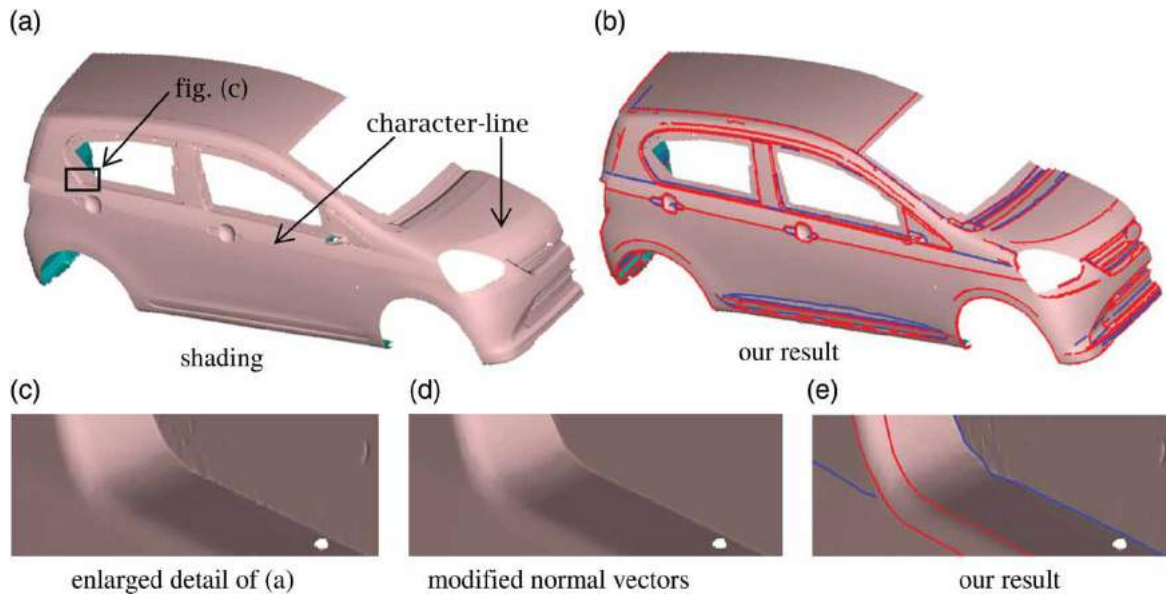 (a)
(b)
fig. (c)
character-line
shading
our result
(c)
(d)
(e)
enlarged detail of (a)
modified normal vectors
our result